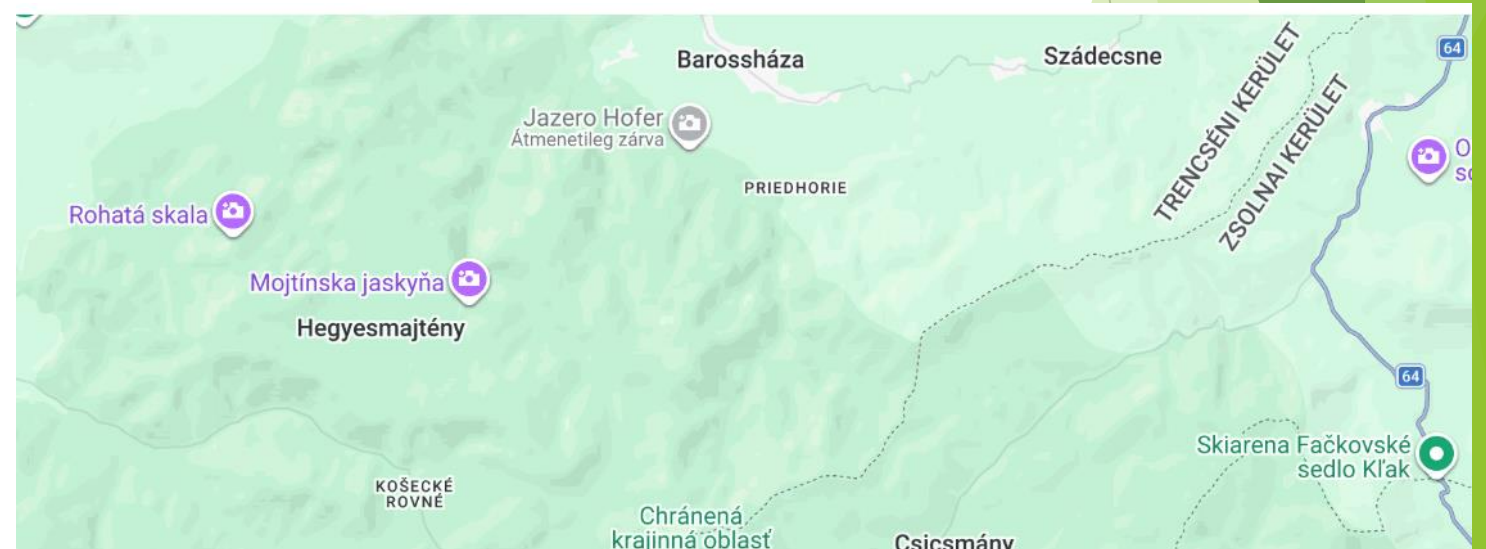 Barossháza
Szádecsne
64
Jazero Hofer
Átmenetileg zárva
TRENCSÉNI KERÜLET
ZSOLNAI KERÜLET
PRIEDHORIE
Rohatá skala
Mojtínska jaskyňa
Hegyesmajtény
64
Skiarena Fačkovské
sedlo Kľak
KOŠECKÉ
ROVNÉ
Chránená
krajinná oblasť
Csicsmány